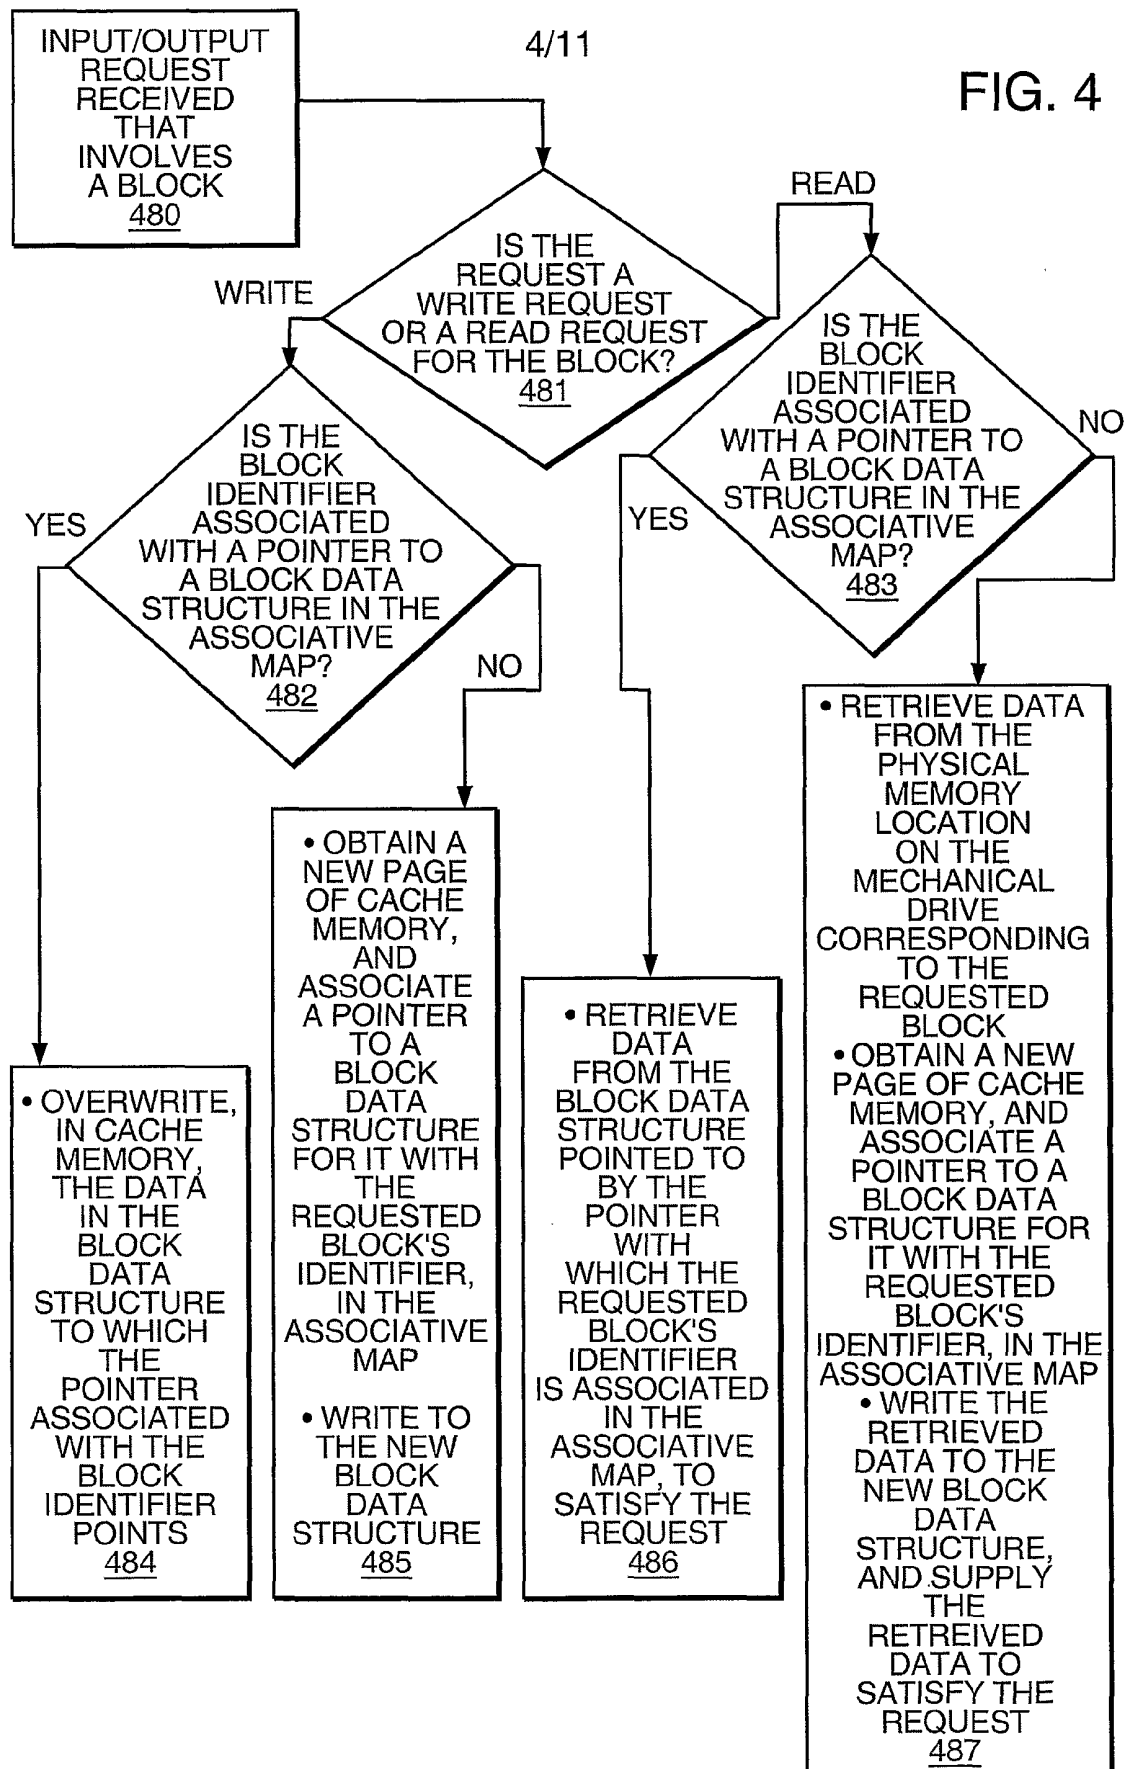 4/11
FIG. 4
INPUT/OUTPUT
REQUEST
RECEIVED
THAT
INVOLVES
A BLOCK
480
IS THE
REQUEST A
WRITE REQUEST
OR A READ REQUEST
FOR THE BLOCK?
481
WRITE
READ
IS THE
BLOCK
IDENTIFIER
ASSOCIATED
WITH A POINTER TO
A BLOCK DATA
STRUCTURE IN THE
ASSOCIATIVE
MAP?
482
YES
NO
IS THE
BLOCK
IDENTIFIER
ASSOCIATED
WITH A POINTER TO
A BLOCK DATA
STRUCTURE IN THE
ASSOCIATIVE
MAP?
483
YES
NO
• OVERWRITE,
IN CACHE
MEMORY,
THE DATA
IN THE
BLOCK
DATA
STRUCTURE
TO WHICH
THE
POINTER
ASSOCIATED
WITH THE
BLOCK
IDENTIFIER
POINTS
484
• OBTAIN A
NEW PAGE
OF CACHE
MEMORY,
AND
ASSOCIATE
A POINTER
TO A
BLOCK
DATA
STRUCTURE
FOR IT WITH
THE
REQUESTED
BLOCK'S
IDENTIFIER,
IN THE
ASSOCIATIVE
MAP
• WRITE TO
THE NEW
BLOCK
DATA
STRUCTURE
485
• RETRIEVE
DATA
FROM THE
BLOCK DATA
STRUCTURE
POINTED TO
BY THE
POINTER
WITH
WHICH THE
REQUESTED
BLOCK'S
IDENTIFIER
IS ASSOCIATED
IN THE
ASSOCIATIVE
MAP, TO
SATISFY THE
REQUEST
486
• RETRIEVE DATA
FROM THE
PHYSICAL
MEMORY
LOCATION
ON THE
MECHANICAL
DRIVE
CORRESPONDING
TO THE
REQUESTED
BLOCK
• OBTAIN A NEW
PAGE OF CACHE
MEMORY, AND
ASSOCIATE A
POINTER TO A
BLOCK DATA
STRUCTURE FOR
IT WITH THE
REQUESTED
BLOCK'S
IDENTIFIER, IN THE
ASSOCIATIVE MAP
• WRITE THE
RETRIEVED
DATA TO THE
NEW BLOCK
DATA
STRUCTURE,
AND SUPPLY
THE
RETREIVED
DATA TO
SATISFY THE
REQUEST
487